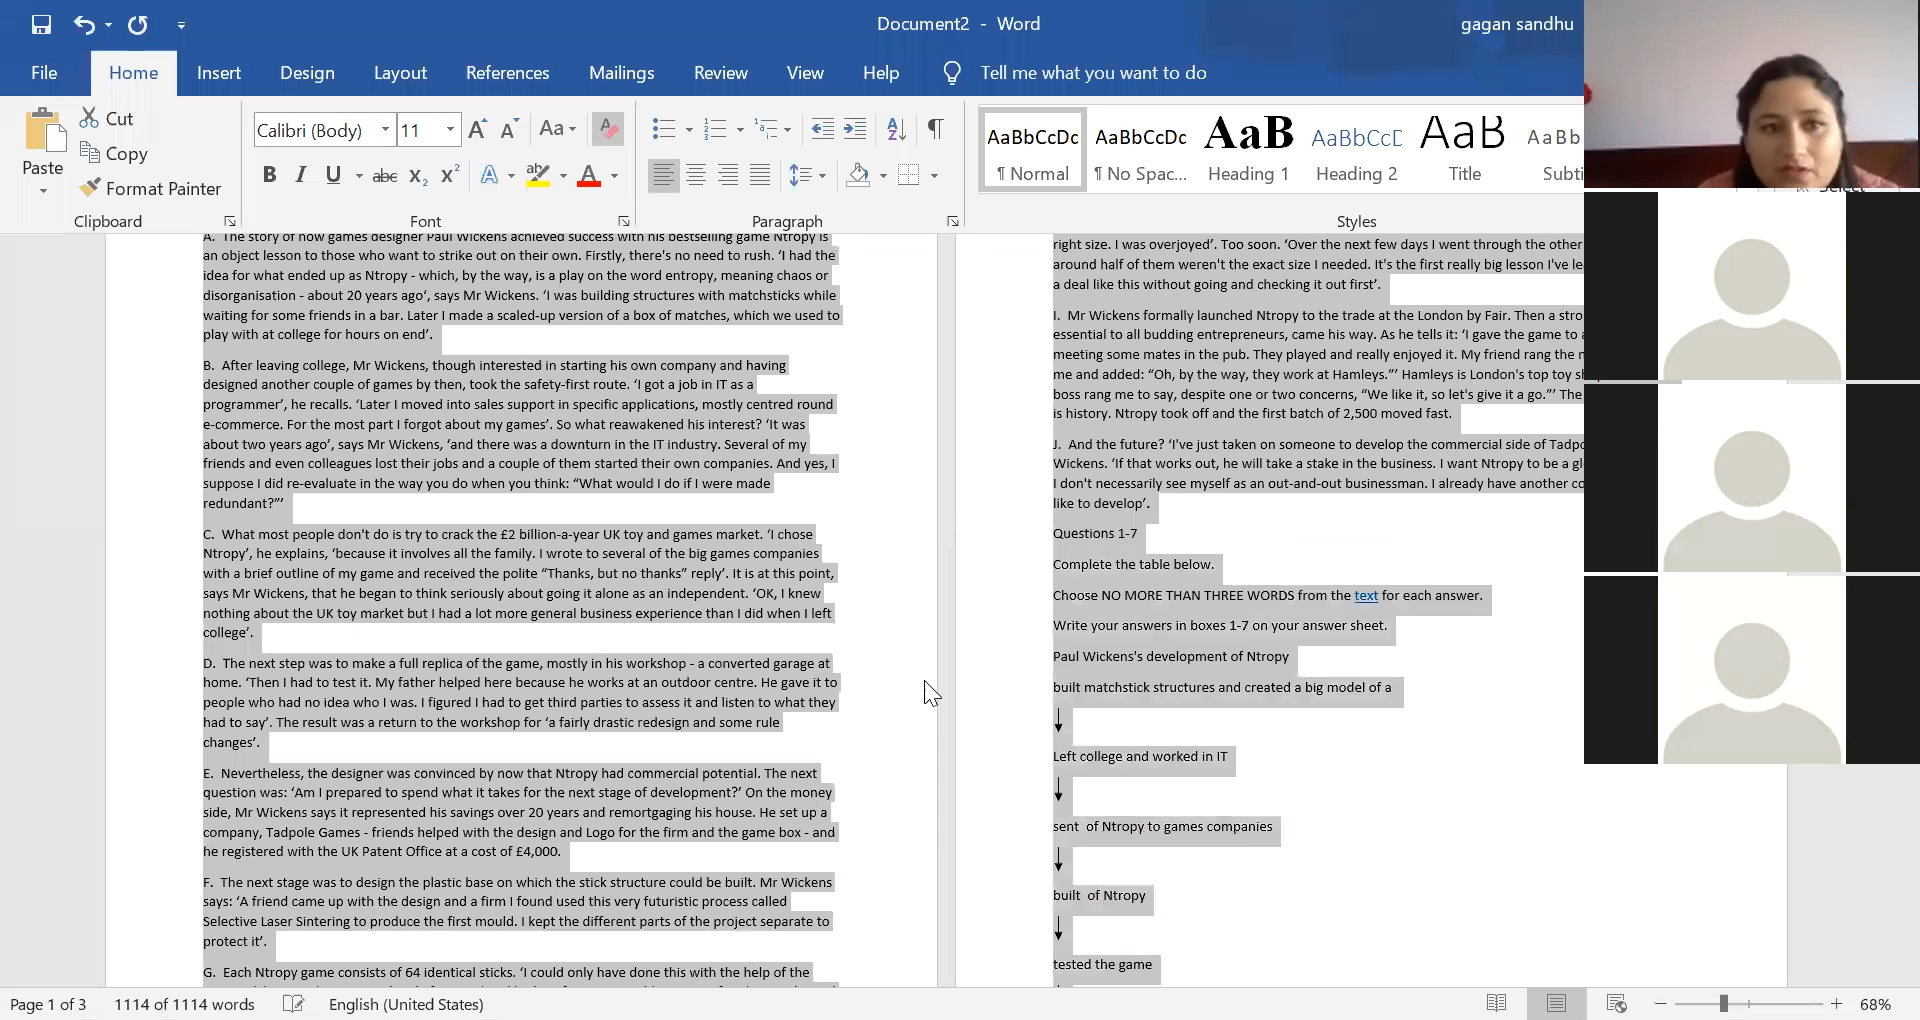 Document2 - Word
gagan sandhu
File
Home
Insert
Design
Layout
References
Mailings
Review
View
Help
Tell me what you want to do
Paste
Cut
Copy
Format Painter
Clipboard
Calibri (Body)
11
Font
Paragraph
AaBbCcDc
¶ Normal
AaBbCcDc
¶ No Spac...
AaB
Heading 1
AaBbCcC
Heading 2
AaB
Title
AaBb
Subti
Styles
Select
A. The story of how games designer Paul Wickens achieved success with his bestselling game Ntropy is
an object lesson to those who want to strike out on their own. Firstly, there's no need to rush. ‘I had the
idea for what ended up as Ntropy - which, by the way, is a play on the word entropy, meaning chaos or
disorganisation - about 20 years ago‘, says Mr Wickens. ‘I was building structures with matchsticks while
waiting for some friends in a bar. Later I made a scaled-up version of a box of matches, which we used to
play with at college for hours on end’.
B. After leaving college, Mr Wickens, though interested in starting his own company and having
designed another couple of games by then, took the safety-first route. ‘I got a job in IT as a
programmer’, he recalls. ‘Later I moved into sales support in specific applications, mostly centred round
e-commerce. For the most part I forgot about my games’. So what reawakened his interest? ‘It was
about two years ago’, says Mr Wickens, ‘and there was a downturn in the IT industry. Several of my
friends and even colleagues lost their jobs and a couple of them started their own companies. And yes, I
suppose I did re-evaluate in the way you do when you think: “What would I do if I were made
redundant?”’
C. What most people don't do is try to crack the £2 billion-a-year UK toy and games market. ‘I chose
Ntropy’, he explains, ‘because it involves all the family. I wrote to several of the big games companies
with a brief outline of my game and received the polite “Thanks, but no thanks” reply’. It is at this point,
says Mr Wickens, that he began to think seriously about going it alone as an independent. ‘OK, I knew
nothing about the UK toy market but I had a lot more general business experience than I did when I left
college’.
D. The next step was to make a full replica of the game, mostly in his workshop - a converted garage at
home. ‘Then I had to test it. My father helped here because he works at an outdoor centre. He gave it to
people who had no idea who I was. I figured I had to get third parties to assess it and listen to what they
had to say’. The result was a return to the workshop for ‘a fairly drastic redesign and some rule
changes’.
E. Nevertheless, the designer was convinced by now that Ntropy had commercial potential. The next
question was: ‘Am I prepared to spend what it takes for the next stage of development?’ On the money
side, Mr Wickens says it represented his savings over 20 years and remortgaging his house. He set up a
company, Tadpole Games - friends helped with the design and Logo for the firm and the game box - and
he registered with the UK Patent Office at a cost of £4,000.
F. The next stage was to design the plastic base on which the stick structure could be built. Mr Wickens
says: ‘A friend came up with the design and a firm I found used this very futuristic process called
Selective Laser Sintering to produce the first mould. I kept the different parts of the project separate to
protect it’.
G. Each Ntropy game consists of 64 identical sticks. ‘I could only have done this with the help of the
right size. I was overjoyed’. Too soon. ‘Over the next few days I went through the other
around half of them weren't the exact size I needed. It's the first really big lesson I've le
a deal like this without going and checking it out first’.
I. Mr Wickens formally launched Ntropy to the trade at the London by Fair. Then a stro
essential to all budding entrepreneurs, came his way. As he tells it: ‘I gave the game to a
meeting some mates in the pub. They played and really enjoyed it. My friend rang the n
me and added: “Oh, by the way, they work at Hamleys.”’ Hamleys is London's top toy sh
boss rang me to say, despite one or two concerns, “We like it, so let's give it a go.”’ The
is history. Ntropy took off and the first batch of 2,500 moved fast.
J. And the future? ‘I've just taken on someone to develop the commercial side of Tadpo
Wickens. ‘If that works out, he will take a stake in the business. I want Ntropy to be a gl
I don't necessarily see myself as an out-and-out businessman. I already have another co
like to develop’.
Questions 1-7
Complete the table below.
Choose NO MORE THAN THREE WORDS from the text for each answer.
Write your answers in boxes 1-7 on your answer sheet.
Paul Wickens's development of Ntropy
built matchstick structures and created a big model of a
Left college and worked in IT
sent of Ntropy to games companies
built of Ntropy
tested the game
Page 1 of 3
1114 of 1114 words
English (United States)
68%